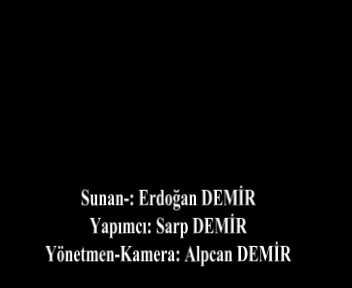 Sunan-: Erdoğan DEMİR
Yapımcı: Sarp DEMİR
Yönetmen-Kamera: Alpcan DEMİR